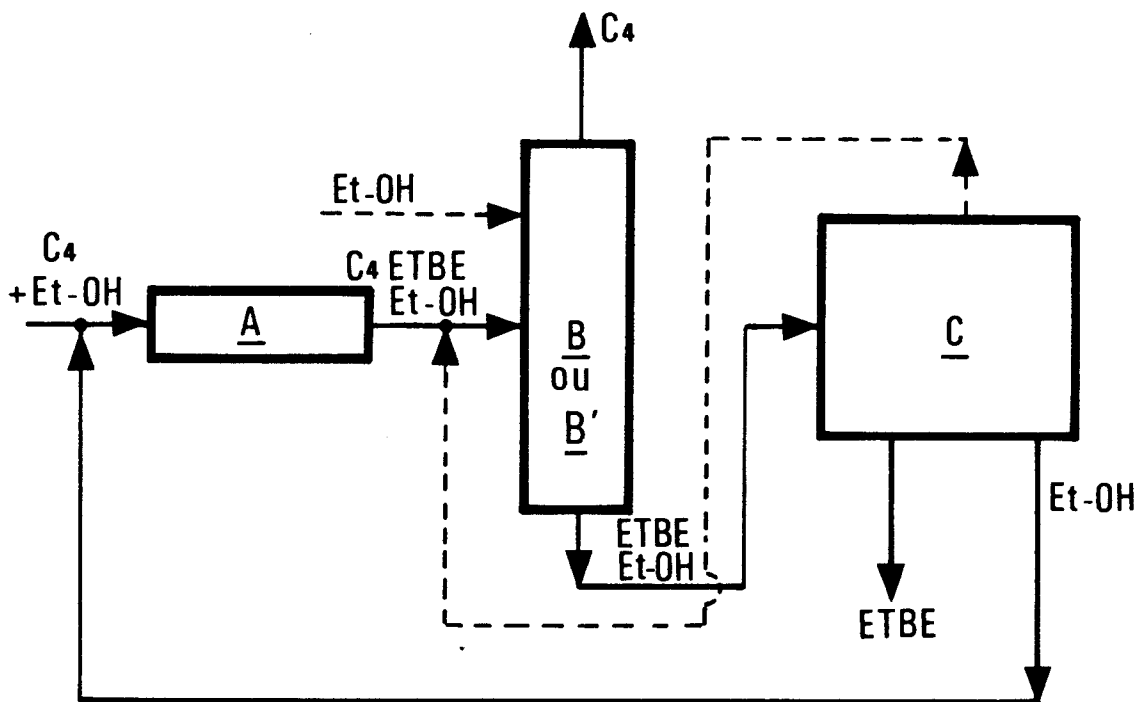 C4
Et-OH
C4
+Et-OH
C4 ETBE
Et-OH
A
B
ou
B'
C
ETBE
Et-OH
Et-OH
ETBE